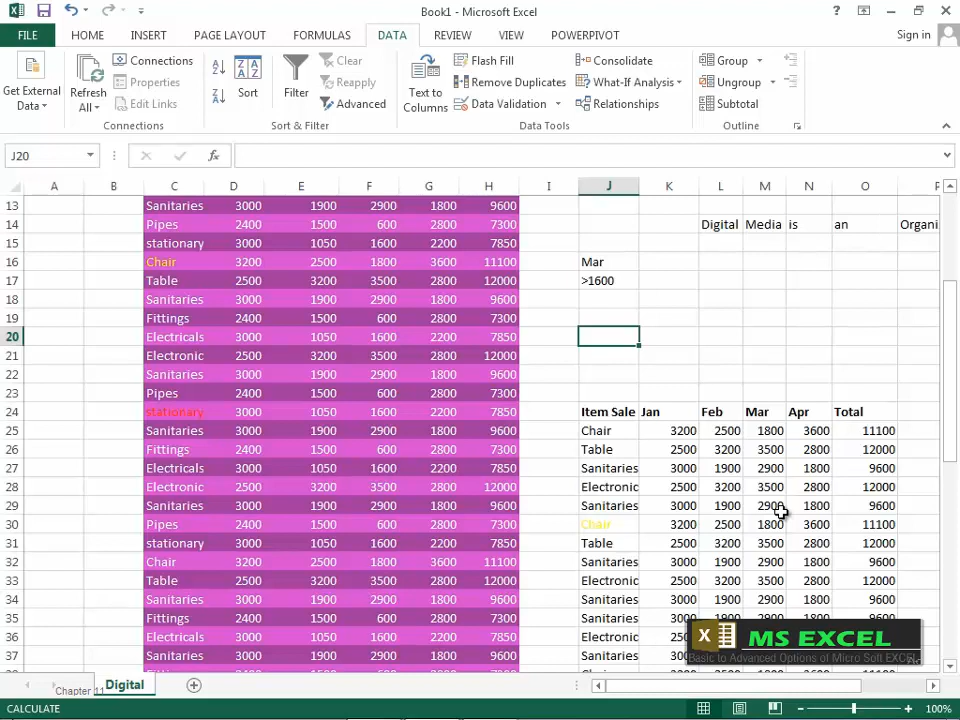 Book1 - Microsoft Excel
? Sign in
FILE HOME INSERT PAGE LAYOUT FORMULAS DATA REVIEW VIEW POWERPIVOT
Get External Data
Refresh All
Connections
Properties
Edit Links
Connections
Sort
Filter
Clear
Reapply
Advanced
Sort & Filter
Text to Columns
Flash Fill
Remove Duplicates
Data Validation
Consolidate
What-If Analysis
Relationships
Data Tools
Group
Ungroup
Subtotal
Outline
J20 fx
A B C D E F G H I J K L M N O
13 Sanitaries 3000 1900 2900 1800 9600
14 Pipes 2400 1500 600 2800 7300 Digital Media is an Organi
15 stationary 3000 1050 1600 2200 7850
16 Chair 3200 2500 1800 3600 11100 Mar
17 Table 2500 3200 3500 2800 12000 >1600
18 Sanitaries 3000 1900 2900 1800 9600
19 Fittings 2400 1500 600 2800 7300
20 Electricals 3000 1050 1600 2200 7850
21 Electronic 2500 3200 3500 2800 12000
22 Sanitaries 3000 1900 2900 1800 9600
23 Pipes 2400 1500 600 2800 7300
24 stationary 3000 1050 1600 2200 7850 Item Sale Jan Feb Mar Apr Total
25 Sanitaries 3000 1900 2900 1800 9600 Chair 3200 2500 1800 3600 11100
26 Fittings 2400 1500 600 2800 7300 Table 2500 3200 3500 2800 12000
27 Electricals 3000 1050 1600 2200 7850 Sanitaries 3000 1900 2900 1800 9600
28 Electronic 2500 3200 3500 2800 12000 Electronic 2500 3200 3500 2800 12000
29 Sanitaries 3000 1900 2900 1800 9600 Sanitaries 3000 1900 2900 1800 9600
30 Pipes 2400 1500 600 2800 7300 Chair 3200 2500 1800 3600 11100
31 stationary 3000 1050 1600 2200 7850 Table 2500 3200 3500 2800 12000
32 Chair 3200 2500 1800 3600 11100 Sanitaries 3000 1900 2900 1800 9600
33 Table 2500 3200 3500 2800 12000 Electronic 2500 3200 3500 2800 12000
34 Sanitaries 3000 1900 2900 1800 9600 Sanitaries 3000 1900 2900 1800 9600
35 Fittings 2400 1500 600 2800 7300 Sanitaries 3000 1900 2900 1800 9600
36 Electricals 3000 1050 1600 2200 7850 Electronic
37 Sanitaries 3000 1900 2900 1800 9600 Sanitaries
MS EXCEL
Basic to Advanced Options of Micro Soft EXCEL
Chapter 11 Digital
CALCULATE 100%